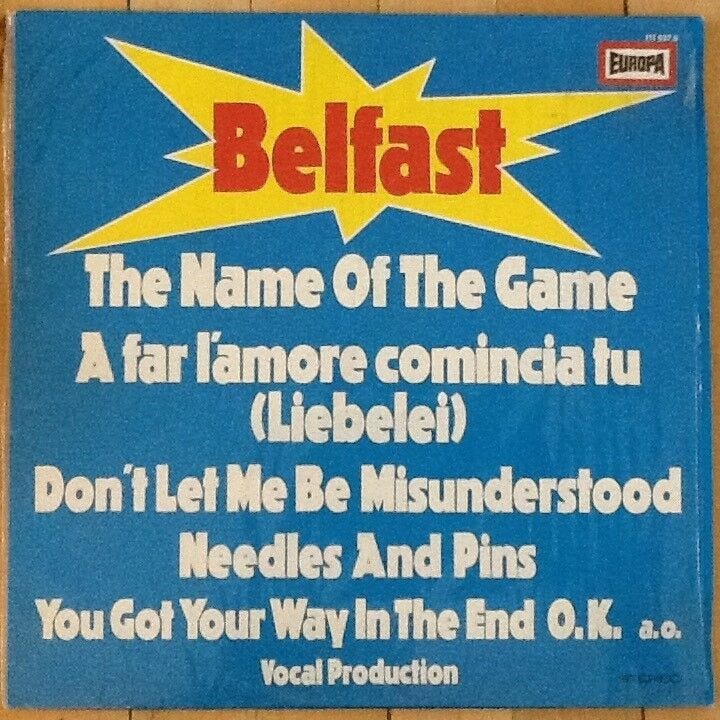 EUROPA
Belfast
The Name Of The Game
A far l'amore comincia tu
(Liebelei)
Don't Let Me Be Misunderstood
Needles And Pins
You Got Your Way In The End O.K. a.o.
Vocal Production